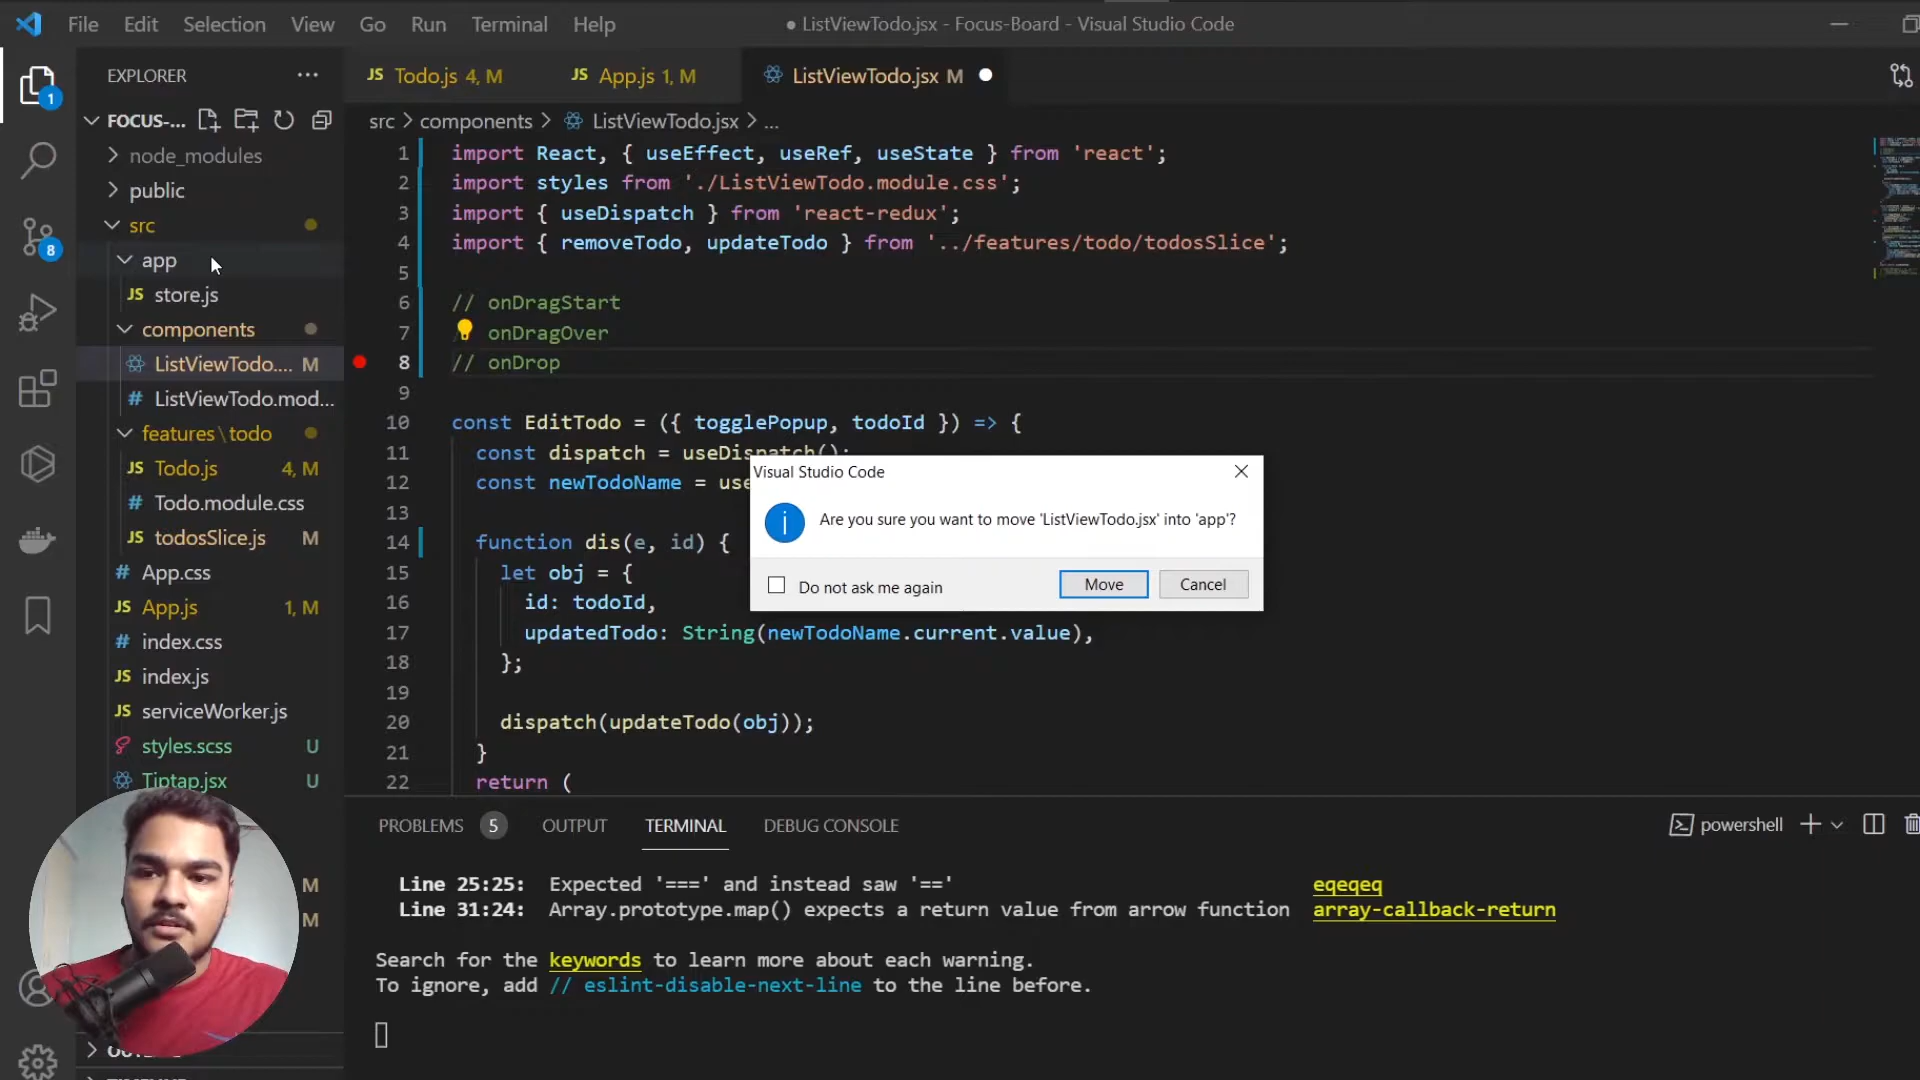 File Edit Selection View Go Run Terminal Help
● ListViewTodo.jsx - Focus-Board - Visual Studio Code
EXPLORER
FOCUS-...
node_modules
public
src
app
JS store.js
components
ListViewTodo.... M
# ListViewTodo.mod...
features\todo
JS Todo.js 4, M
# Todo.module.css
JS todosSlice.js M
# App.css
JS App.js 1, M
# index.css
JS index.js
JS serviceWorker.js
styles.scss U
Tiptap.jsx U
M
M
1
8
JS Todo.js 4, M
JS App.js 1, M
ListViewTodo.jsx M
src > components > ListViewTodo.jsx > ...
1 import React, { useEffect, useRef, useState } from 'react';
2 import styles from './ListViewTodo.module.css';
3 import { useDispatch } from 'react-redux';
4 import { removeTodo, updateTodo } from '../features/todo/todosSlice';
5
6 // onDragStart
7 onDragOver
8 // onDrop
9
10 const EditTodo = ({ togglePopup, todoId }) => {
11 const dispatch = useDispatch();
12 const newTodoName = use
13
14 function dis(e, id) {
15 let obj = {
16 id: todoId,
17 updatedTodo: String(newTodoName.current.value),
18 };
19
20 dispatch(updateTodo(obj));
21 }
22 return (
Visual Studio Code
Are you sure you want to move 'ListViewTodo.jsx' into 'app'?
Do not ask me again
Move
Cancel
PROBLEMS 5 OUTPUT TERMINAL DEBUG CONSOLE
powershell
Line 25:25: Expected '===' and instead saw '==' eqeqeq
Line 31:24: Array.prototype.map() expects a return value from arrow function array-callback-return
Search for the keywords to learn more about each warning.
To ignore, add // eslint-disable-next-line to the line before.